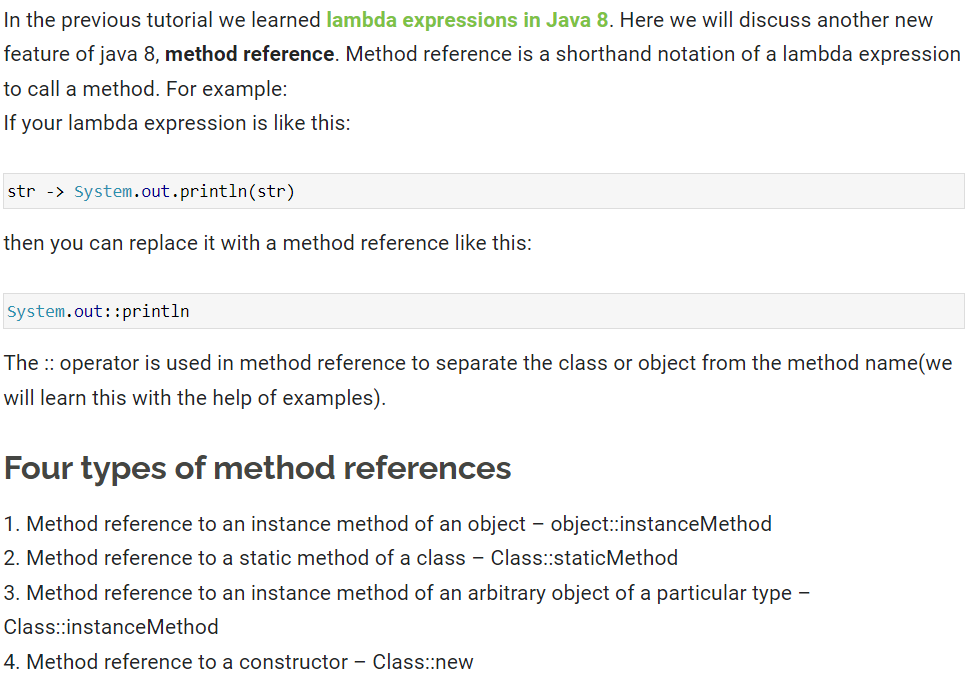 In the previous tutorial we learned lambda expressions in Java 8. Here we will discuss another new
feature of java 8, method reference. Method reference is a shorthand notation of a lambda expression
to call a method. For example:
If your lambda expression is like this:
str -> System.out.println(str)
then you can replace it with a method reference like this:
System.out::println
The :: operator is used in method reference to separate the class or object from the method name(we
will learn this with the help of examples).
Four types of method references
1. Method reference to an instance method of an object – object::instanceMethod
2. Method reference to a static method of a class – Class::staticMethod
3. Method reference to an instance method of an arbitrary object of a particular type –
Class::instanceMethod
4. Method reference to a constructor – Class::new